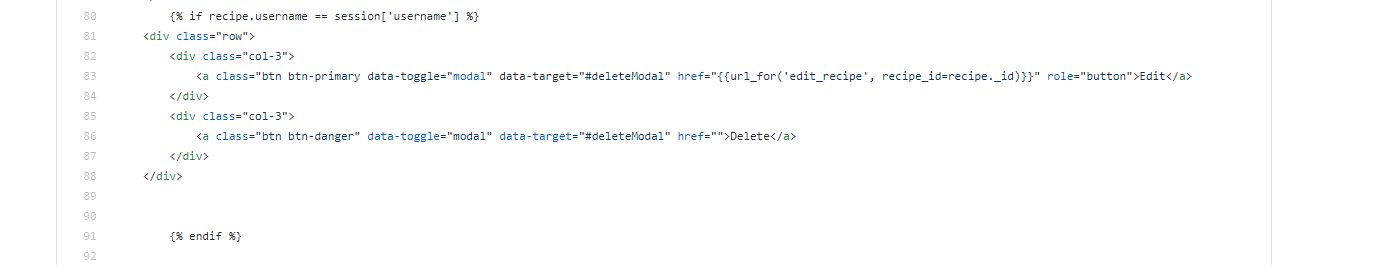 80 {% if recipe.username == session['username'] %}
81 <div class="row">
82 <div class="col-3">
83 <a class="btn btn-primary data-toggle="modal" data-target="#deleteModal" href="{{url_for('edit_recipe', recipe_id=recipe._id)}}" role="button">Edit</a>
84 </div>
85 <div class="col-3">
86 <a class="btn btn-danger" data-toggle="modal" data-target="#deleteModal" href="">Delete</a>
87 </div>
88 </div>
89
90
91 {% endif %}
92